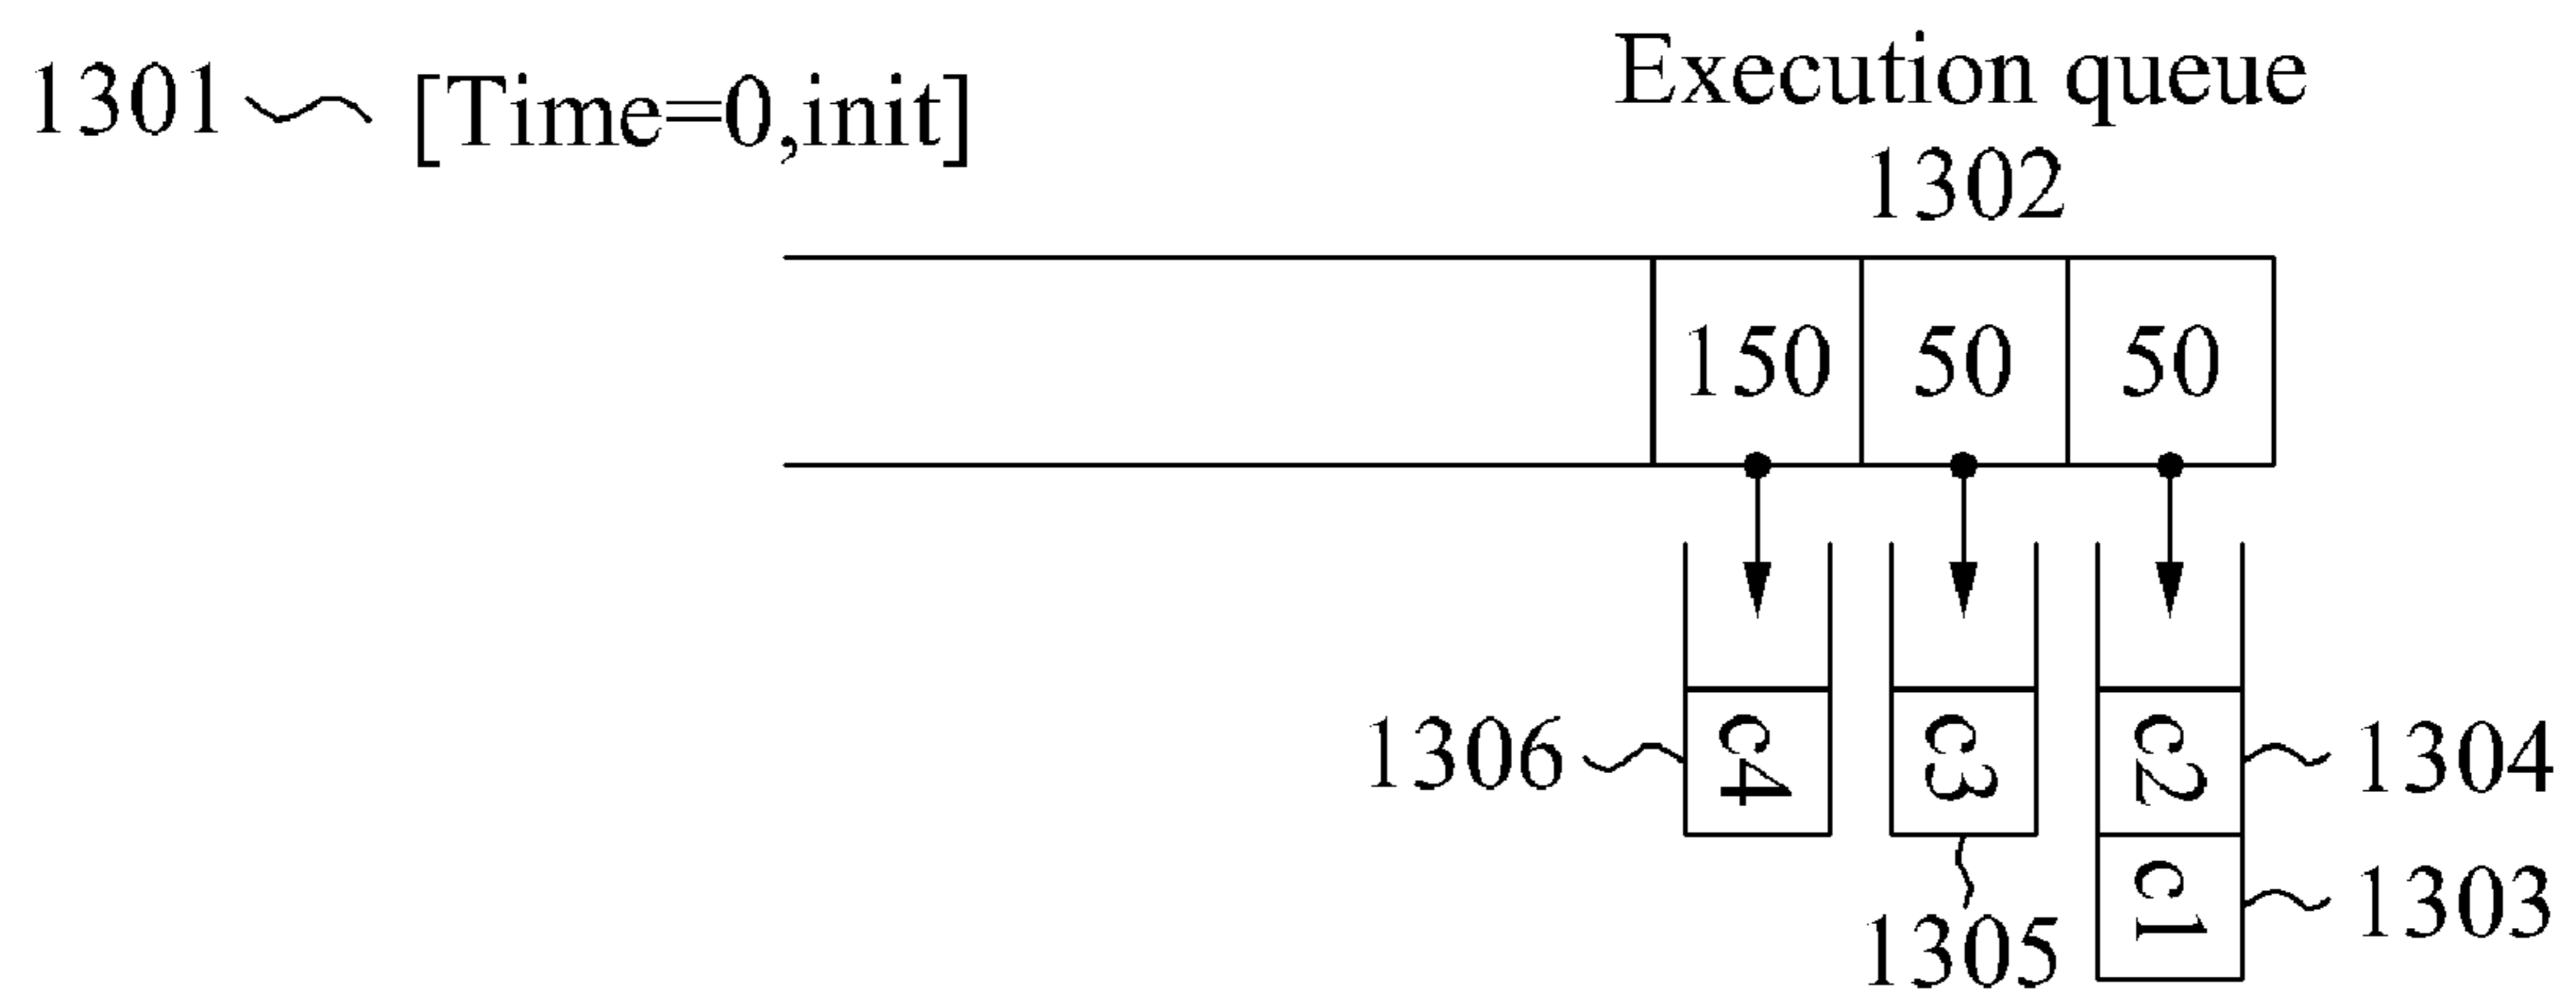 1301 [Time=0,init]
Execution queue
1302
150 50 50
1306 c4 c3 c2 1304
c1 1303
1305